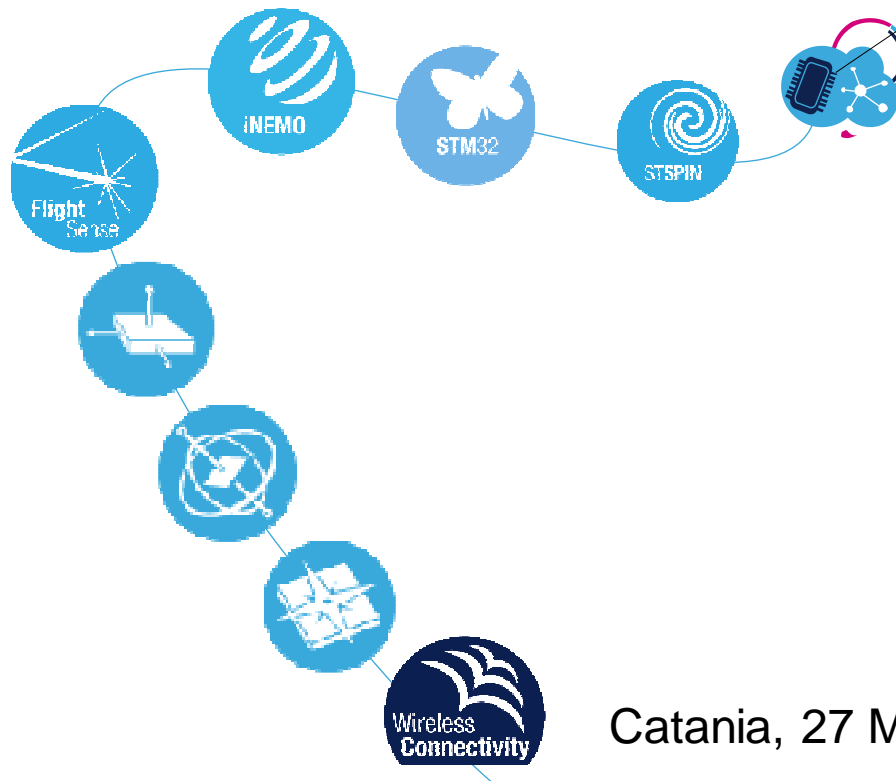 iNEMO
STM32
STSPIN
Flight
Sense
Wireless
Connectivity
Catania, 27 M